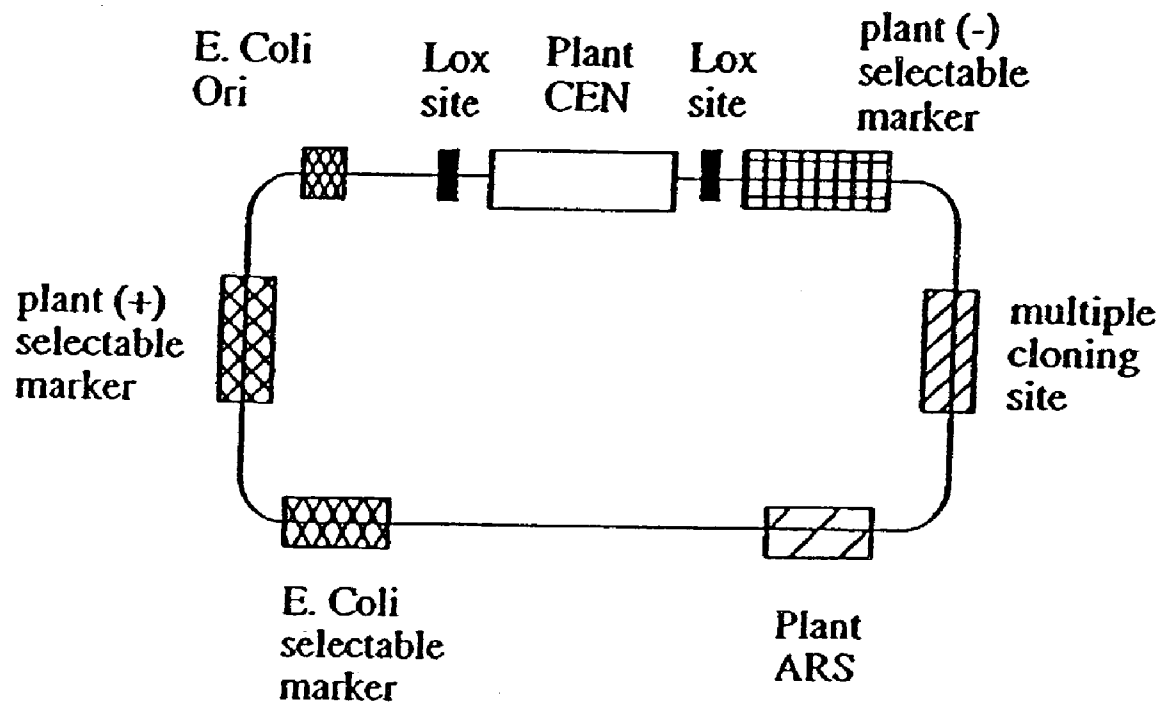 E. Coli
Ori
Lox
site
Plant
CEN
Lox
site
plant (-)
selectable
marker
plant (+)
selectable
marker
multiple
cloning
site
E. Coli
selectable
marker
Plant
ARS